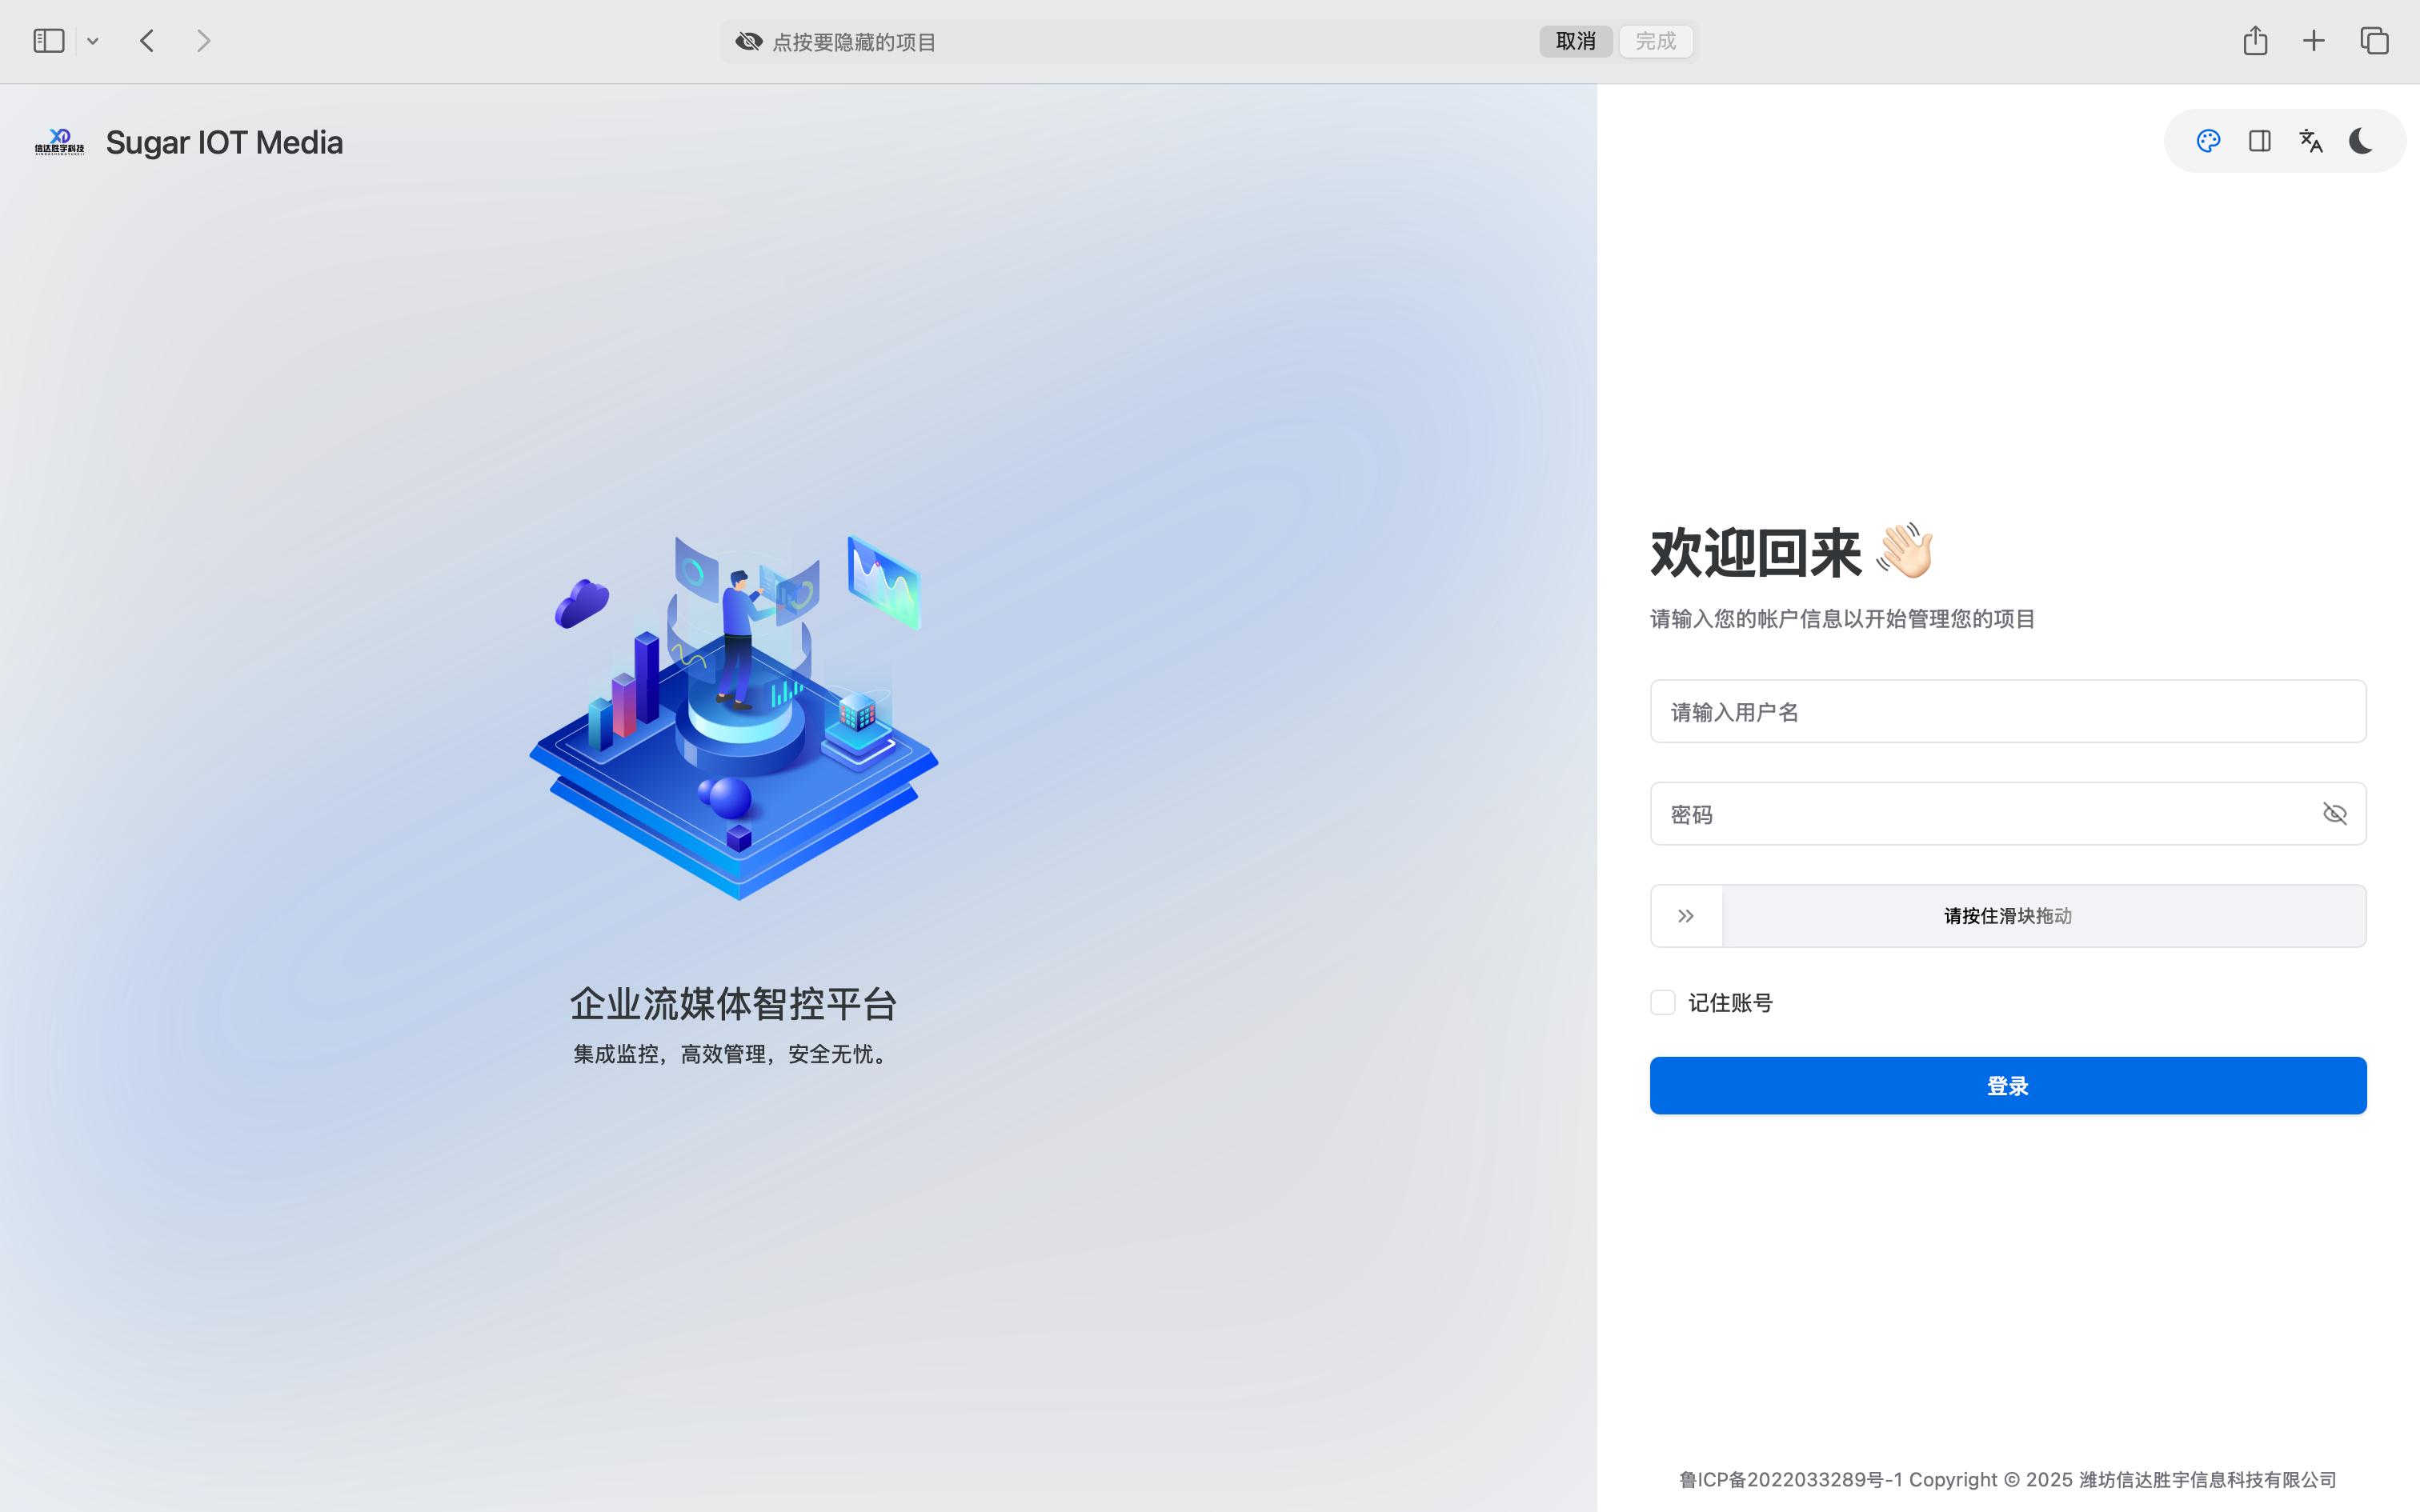 点按要隐藏的项目
取消
完成
信达胜宇科技
Sugar IOT Media
企业流媒体智控平台
集成监控，高效管理，安全无忧。
欢迎回来 👋🏻
请输入您的帐户信息以开始管理您的项目
请输入用户名
密码
请按住滑块拖动
记住账号
登录
鲁ICP备2022033289号-1 Copyright © 2025 潍坊信达胜宇信息科技有限公司